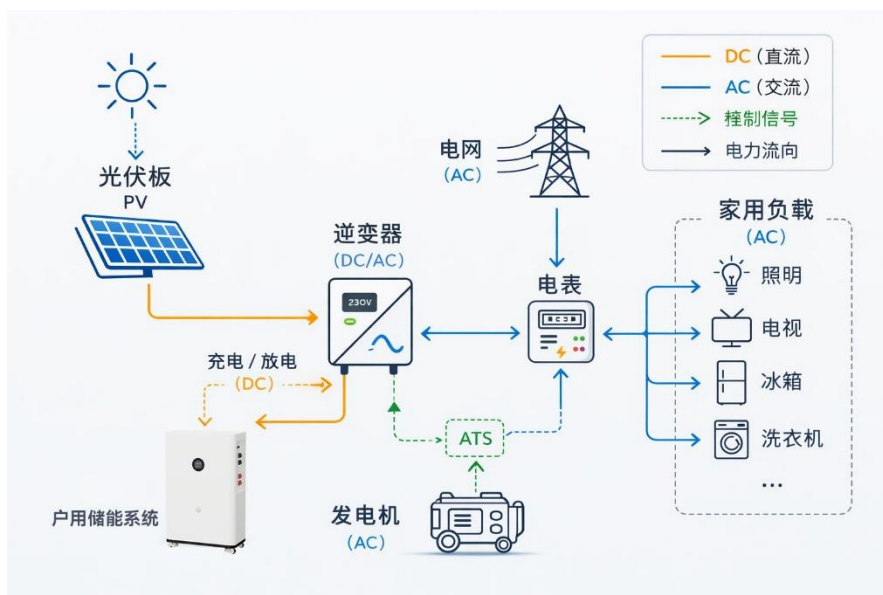 DC（直流）
AC（交流）
制信号
电力流向
光伏板
PV
电网
(AC)
逆变器
(DC/AC)
230V
电表
家用负载
(AC)
照明
电视
冰箱
洗衣机
...
充电 / 放电
(DC)
ATS
户用储能系统
发电机
(AC)